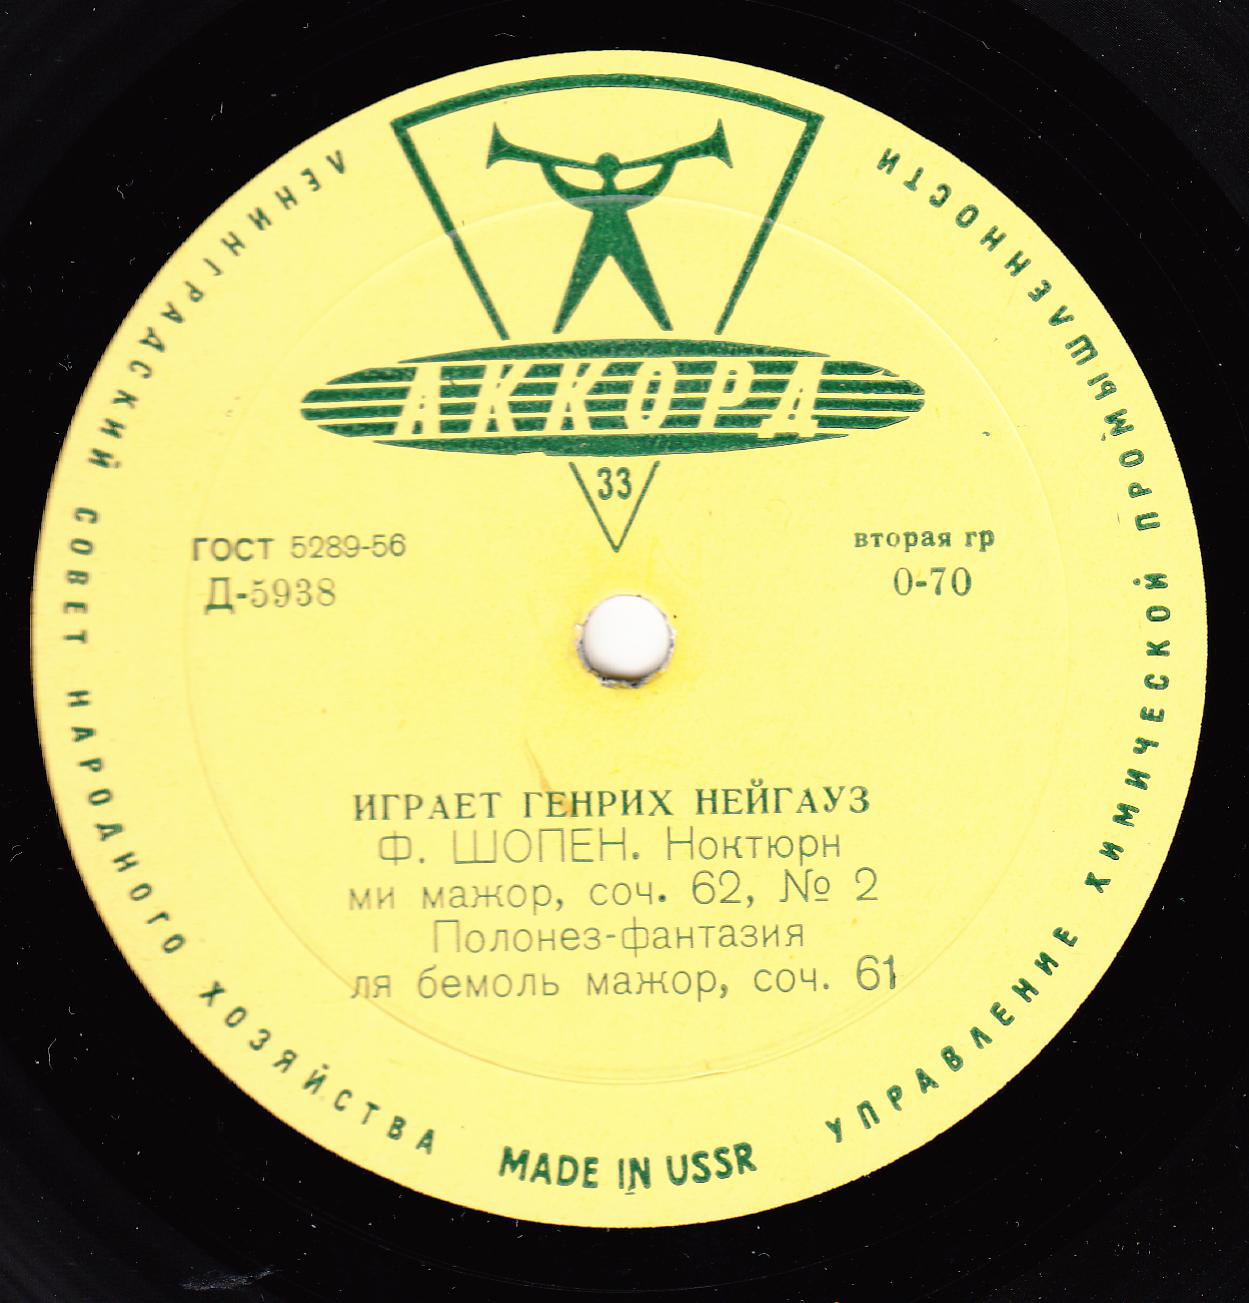 ЛЕНИНГРАДСКИЙ СОВЕТ НАРОДНОГО ХОЗЯЙСТВА
УПРАВЛЕНИЕ ХИМИЧЕСКОЙ ПРОМЫШЛЕННОСТИ
АККОРД
33
ГОСТ 5289-56
Д-5938
вторая гр
0-70
ИГРАЕТ ГЕНРИХ НЕЙГАУЗ
Ф. ШОПЕН. Ноктюрн
ми мажор, соч. 62, № 2
Полонез-фантазия
ля бемоль мажор, соч. 61
MADE IN USSR